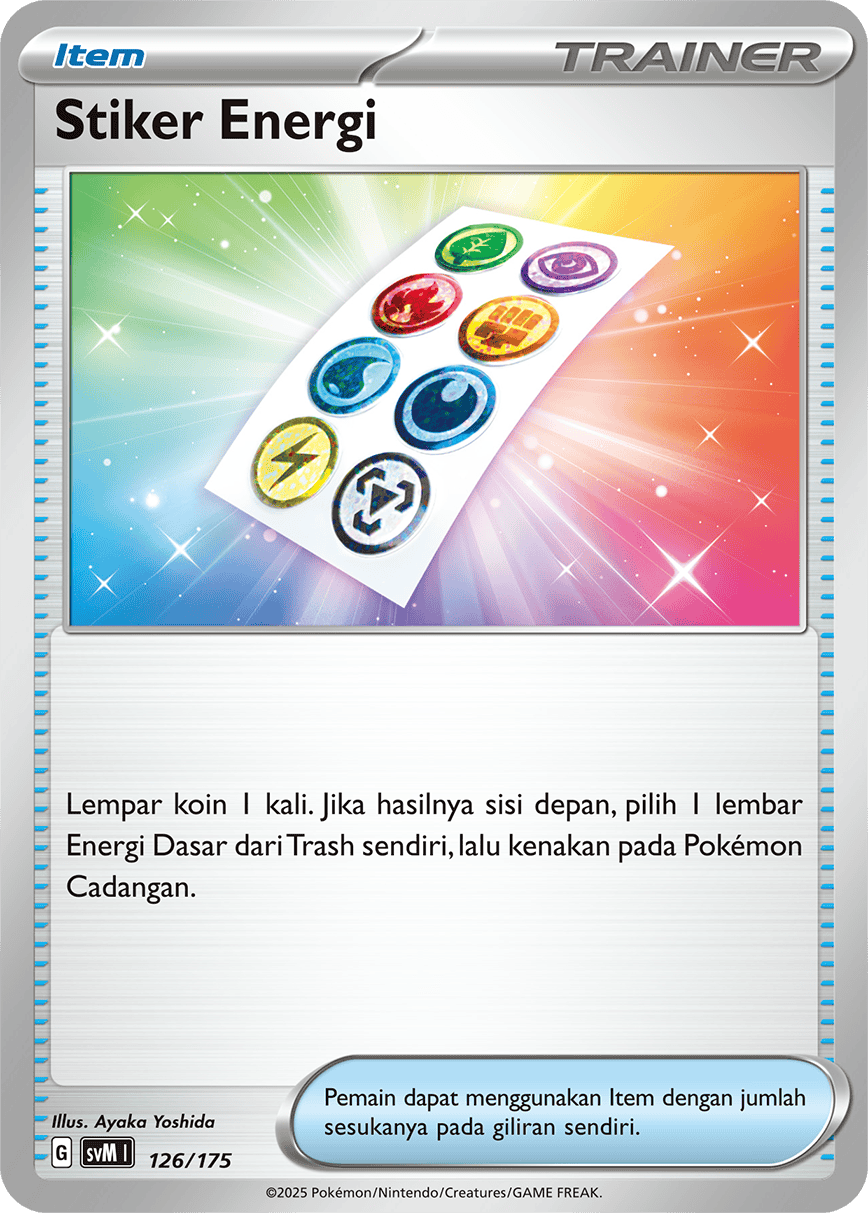 Item
TRAINER
Stiker Energi
Lempar koin 1 kali. Jika hasilnya sisi depan, pilih 1 lembar
Energi Dasar dari Trash sendiri, lalu kenakan pada Pokémon
Cadangan.
Pemain dapat menggunakan Item dengan jumlah
sesukanya pada giliran sendiri.
Illus. Ayaka Yoshida
G svM I 126/175
©2025 Pokémon/Nintendo/Creatures/GAME FREAK.